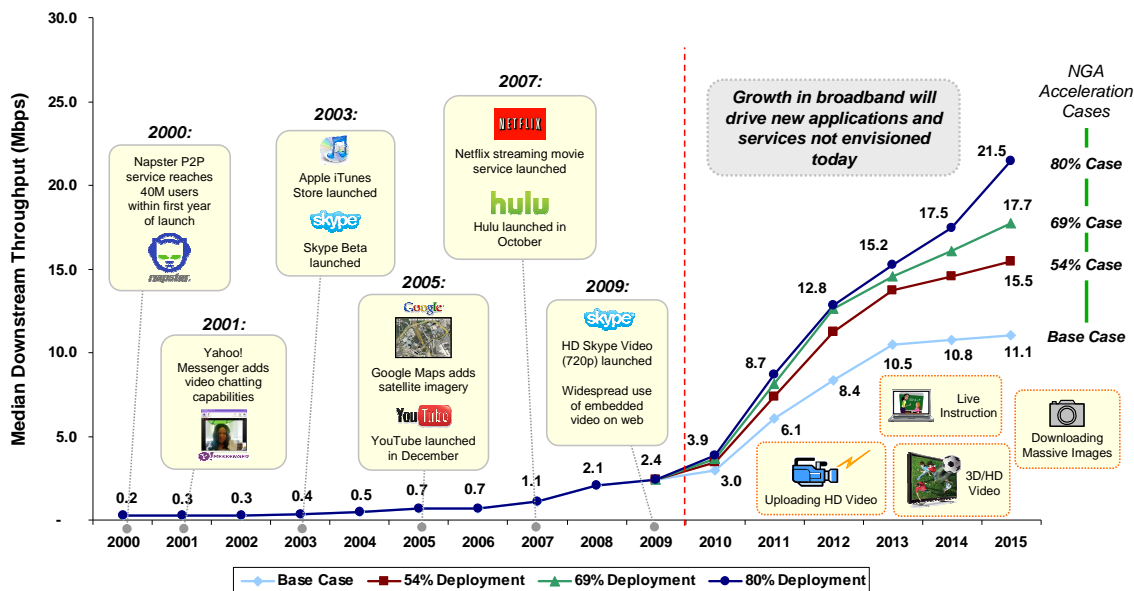 Median Downstream Throughput (Mbps)
30.0
25.0
20.0
15.0
10.0
5.0
-
2000:
Napster P2P
service reaches
40M users
within first year
of launch
napster.
2001:
Yahoo!
Messenger adds
video chatting
capabilities
Y! MESSENGER
2003:
Apple iTunes
Store launched
skype
Skype Beta
launched
2005:
Google
Google Maps adds
satellite imagery
YouTube
YouTube launched
in December
2007:
NETFLIX
Netflix streaming movie
service launched
hulu
Hulu launched in
October
2009:
skype
HD Skype Video
(720p) launched
Widespread use
of embedded
video on web
Growth in broadband will
drive new applications and
services not envisioned
today
NGA
Acceleration
Cases
80% Case
69% Case
54% Case
Base Case
0.2
0.3
0.3
0.4
0.5
0.7
0.7
1.1
2.1
2.4
3.9
8.7
12.8
15.2
17.5
21.5
17.7
15.5
3.0
6.1
8.4
10.5
10.8
11.1
Live
Instruction
Downloading
Massive Images
Uploading HD Video
3D/HD
Video
2000 2001 2002 2003 2004 2005 2006 2007 2008 2009 2010 2011 2012 2013 2014 2015
Base Case 54% Deployment 69% Deployment 80% Deployment